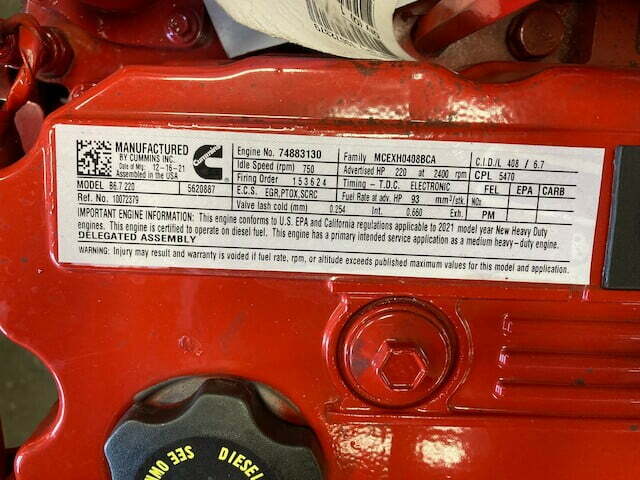 MANUFACTURED
BY CUMMINS INC.
Date of Mfg: 12-16-21
MODEL B6.7 220 5620887
Ref. No. 10072379
Cummins
Engine No. 74883130
Idle Speed (rpm) 750
Firing Order 1 5 3 6 2 4
E.C.S. EGR,PTOX,SCRC
Valve lash cold (mm) 0.254 Int. 0.660 Exh.
Family MCEXH0408BCA
Advertised HP 220 at 2400 rpm
Timing - T.D.C. ELECTRONIC
Fuel Rate at adv. HP 93 mm³/stk.
C.I.D./L 408 / 6.7
CPL 5470
FEL EPA CARB
NOx
PM
IMPORTANT ENGINE INFORMATION: This engine conforms to U.S. EPA and California regulations applicable to 2021 model year New Heavy Duty
engines. This engine is certified to operate on diesel fuel. This engine has a primary intended service application as a medium heavy-duty engine.
DELEGATED ASSEMBLY
WARNING: Injury may result and warranty is voided if fuel rate, rpm, or altitude exceeds published maximum values for this model and application.
SEE OWN
DIESEL